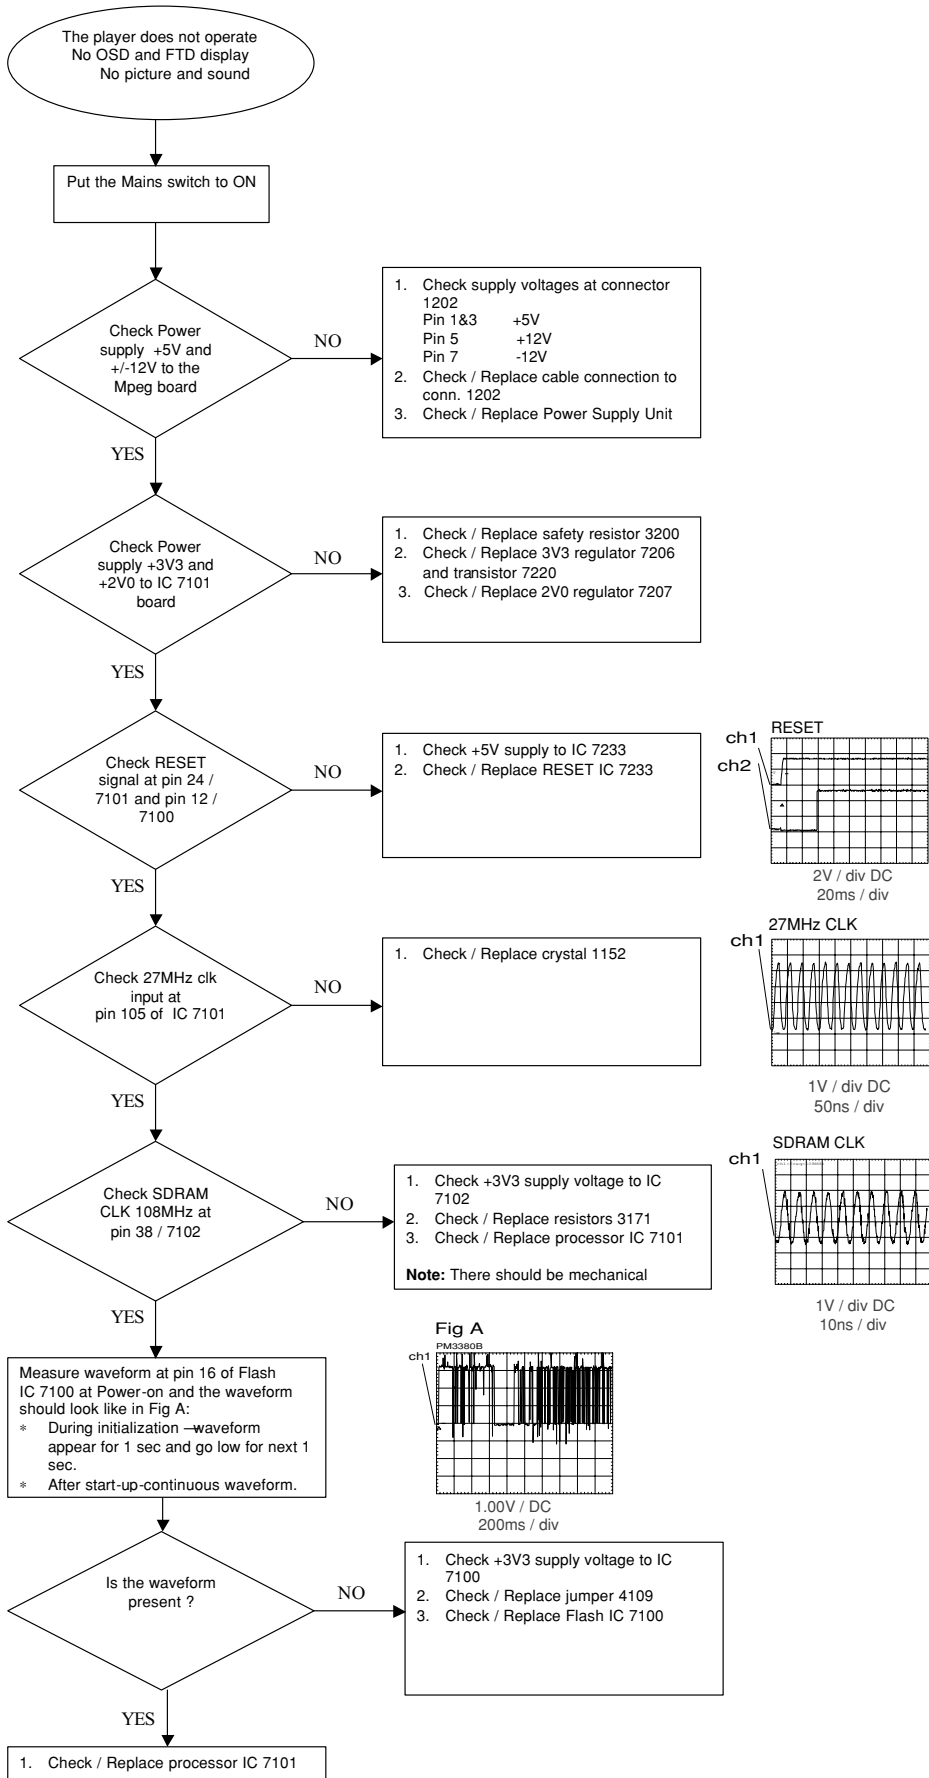 The player does not operate
No OSD and FTD display
No picture and sound
Put the Mains switch to ON
Check Power
supply +5V and
+/-12V to the
Mpeg board
NO
1. Check supply voltages at connector
1202
Pin 1&3 +5V
Pin 5 +12V
Pin 7 -12V
2. Check / Replace cable connection to
conn. 1202
3. Check / Replace Power Supply Unit
YES
Check Power
supply +3V3 and
+2V0 to IC 7101
board
NO
1. Check / Replace safety resistor 3200
2. Check / Replace 3V3 regulator 7206
and transistor 7220
3. Check / Replace 2V0 regulator 7207
YES
Check RESET
signal at pin 24 /
7101 and pin 12 /
7100
NO
1. Check +5V supply to IC 7233
2. Check / Replace RESET IC 7233
RESET
ch1
ch2
2V / div DC
20ms / div
YES
Check 27MHz clk
input at
pin 105 of IC 7101
NO
1. Check / Replace crystal 1152
27MHz CLK
ch1
1V / div DC
50ns / div
YES
Check SDRAM
CLK 108MHz at
pin 38 / 7102
NO
1. Check +3V3 supply voltage to IC
7102
2. Check / Replace resistors 3171
3. Check / Replace processor IC 7101
Note: There should be mechanical
SDRAM CLK
ch1
1V / div DC
10ns / div
YES
Measure waveform at pin 16 of Flash
IC 7100 at Power-on and the waveform
should look like in Fig A:
* During initialization –waveform
appear for 1 sec and go low for next 1
sec.
* After start-up-continuous waveform.
Fig A
PM3380B
ch1
1.00V / DC
200ms / div
Is the waveform
present ?
NO
1. Check +3V3 supply voltage to IC
7100
2. Check / Replace jumper 4109
3. Check / Replace Flash IC 7100
YES
1. Check / Replace processor IC 7101